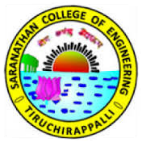 SARANATHAN COLLEGE OF ENGINEERING
TIRUCHIRAPPALLI